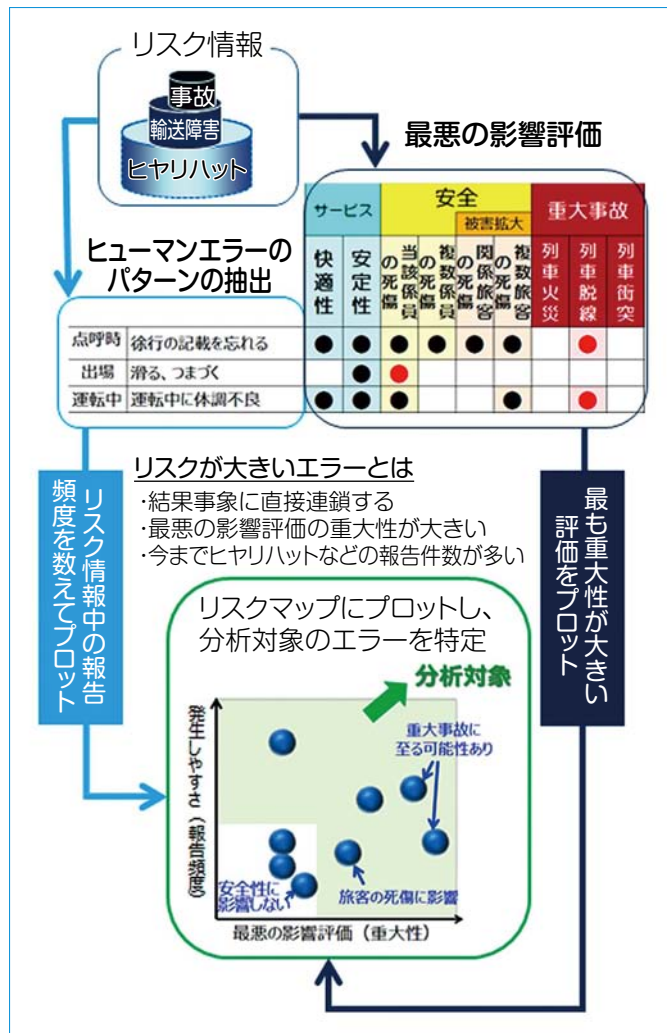 リスク情報
事故
輸送障害
ヒヤリハット
最悪の影響評価
サービス
安全
被害拡大
重大事故
快適性
安定性
当該係員の死傷
複数係員の死傷
関係旅客の死傷
複数旅客の死傷
列車火災
列車脱線
列車衝突
ヒューマンエラーの
パターンの抽出
点呼時 徐行の記載を忘れる
出場 滑る、つまづく
運転中 運転中に体調不良
リスクが大きいエラーとは
・結果事象に直接連鎖する
・最悪の影響評価の重大性が大きい
・今までヒヤリハットなどの報告件数が多い
リスク情報中の報告
頻度を数えてプロット
最も重大性が大きい
評価をプロット
リスクマップにプロットし、
分析対象のエラーを特定
分析対象
重大事故に
至る可能性あり
発生しやすさ（報告頻度）
安全性に
影響しない
旅客の死傷に影響
最悪の影響評価（重大性）